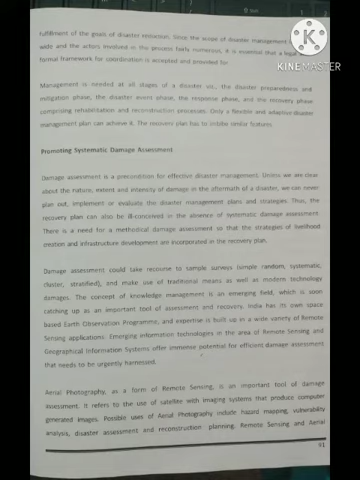 fulfillment of the goals of disaster reduction. Since the scope of disaster management
wide and the actors involved in the process fairly numerous, it is essential that a legal
formal framework for coordination is accepted and provided for
KINEMASTER
Management is needed at all stages of a disaster viz., the disaster preparedness and
mitigation phase, the disaster event phase, the response phase, and the recovery phase
comprising rehabilitation and reconstruction processes. Only a flexible and adaptive disaster
management plan can achieve it. The recovery plan has to imbibe similar features
Promoting Systematic Damage Assessment
Damage assessment is a precondition for effective disaster management. Unless we are clear
about the nature, extent and intensity of damage in the aftermath of a disaster, we can never
plan out, implement or evaluate the disaster management plans and strategies. Thus, the
recovery plan can also be ill-conceived in the absence of systematic damage assessment.
There is a need for a methodical damage assessment so that the strategies of livelihood
creation and infrastructure development are incorporated in the recovery plan.
Damage assessment could take recourse to sample surveys (simple random, systematic,
cluster, stratified), and make use of traditional means as well as modern technology
damages. The concept of knowledge management is an emerging field, which is soon
catching up as an important tool of assessment and recovery. India has its own space
based Earth Observation Programme, and expertise is built up in a wide variety of Remote
Sensing applications. Emerging information technologies in the area of Remote Sensing and
Geographical Information Systems offer immense potential for efficient damage assessment
that needs to be urgently harnessed.
Aerial Photography, as a form of Remote Sensing, is an important tool of damage
assessment. It refers to the use of satellite with imaging systems that produce computer
generated images. Possible uses of Aerial Photography include hazard mapping, vulnerability
analysis, disaster assessment and reconstruction planning. Remote Sensing and Aerial
91